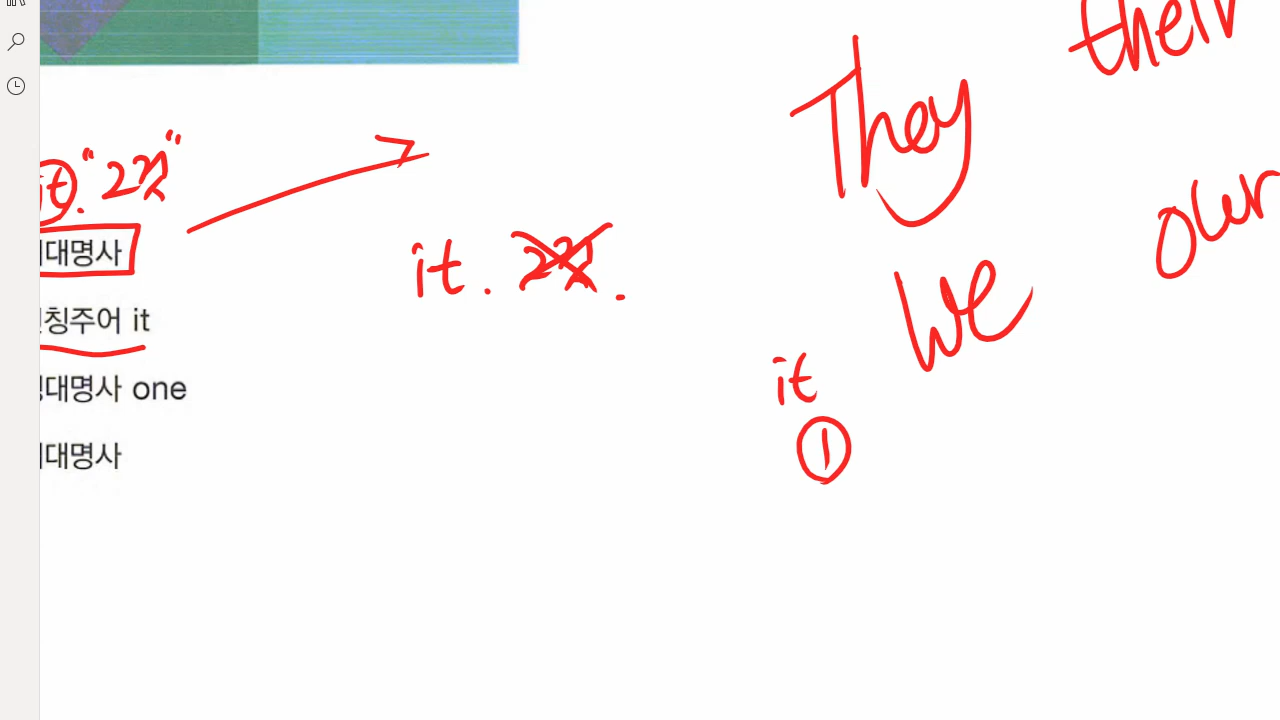 They their
it. "그것"
대명사
칭주어 it
대명사 one
대명사
it. 그것.
We our
it
①